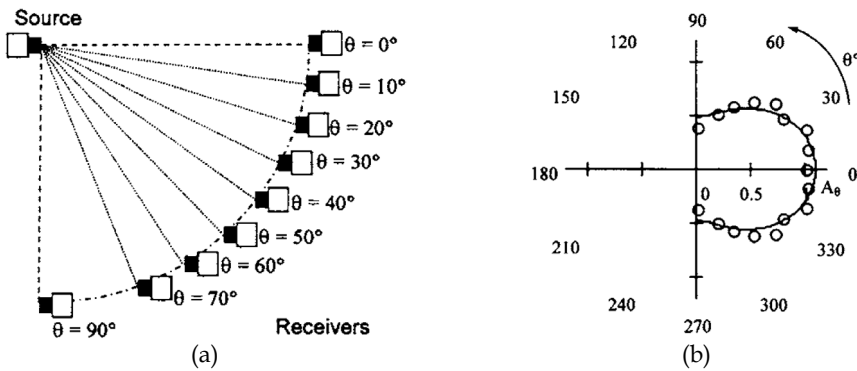 Source
θ = 0°
θ = 10°
θ = 20°
θ = 30°
θ = 40°
θ = 50°
θ = 60°
θ = 70°
θ = 90°
Receivers
(a)
90
120
60
θ°
150
30
180
0
0
0.5
Aθ
210
330
240
300
270
(b)